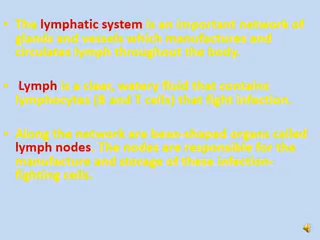 • The lymphatic system is an important network of
glands and vessels which manufactures and
circulates lymph throughout the body.
• Lymph is a clear, watery fluid that contains
lymphocytes (B and T cells) that fight infection.
• Along the network are bean-shaped organs called
lymph nodes. The nodes are responsible for the
manufacture and storage of these infection-
fighting cells.